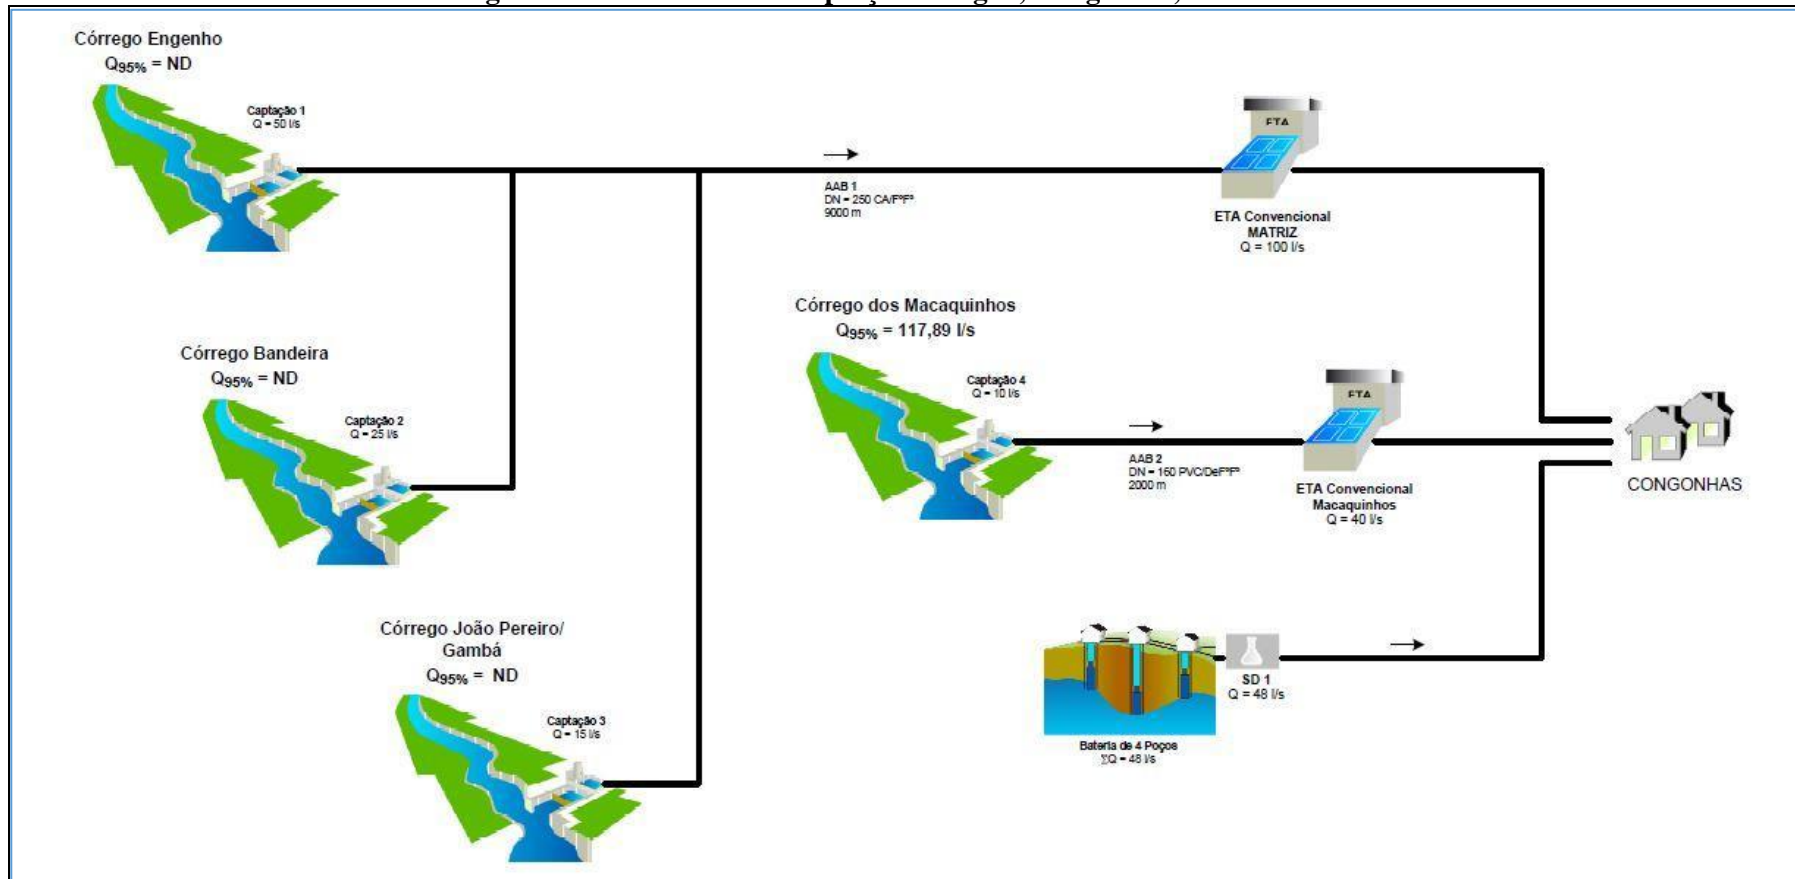 Córrego Engenho
Q95% = ND
Captação 1
Q = 50 l/s
AAB 1
DN = 250 CA/FºFº
9000 m
ETA
ETA Convencional
MATRIZ
Q = 100 l/s
Córrego dos Macaquinhos
Q95% = 117,89 l/s
Captação 4
Q = 10 l/s
AAB 2
DN = 160 PVC/DeFºFº
2000 m
ETA
ETA Convencional
Macaquinhos
Q = 40 l/s
CONGONHAS
Córrego Bandeira
Q95% = ND
Captação 2
Q = 25 l/s
Córrego João Pereiro/
Gambá
Q95% = ND
Captação 3
Q = 15 l/s
SD 1
Q = 48 l/s
Bateria de 4 Poços
∑Q = 48 l/s